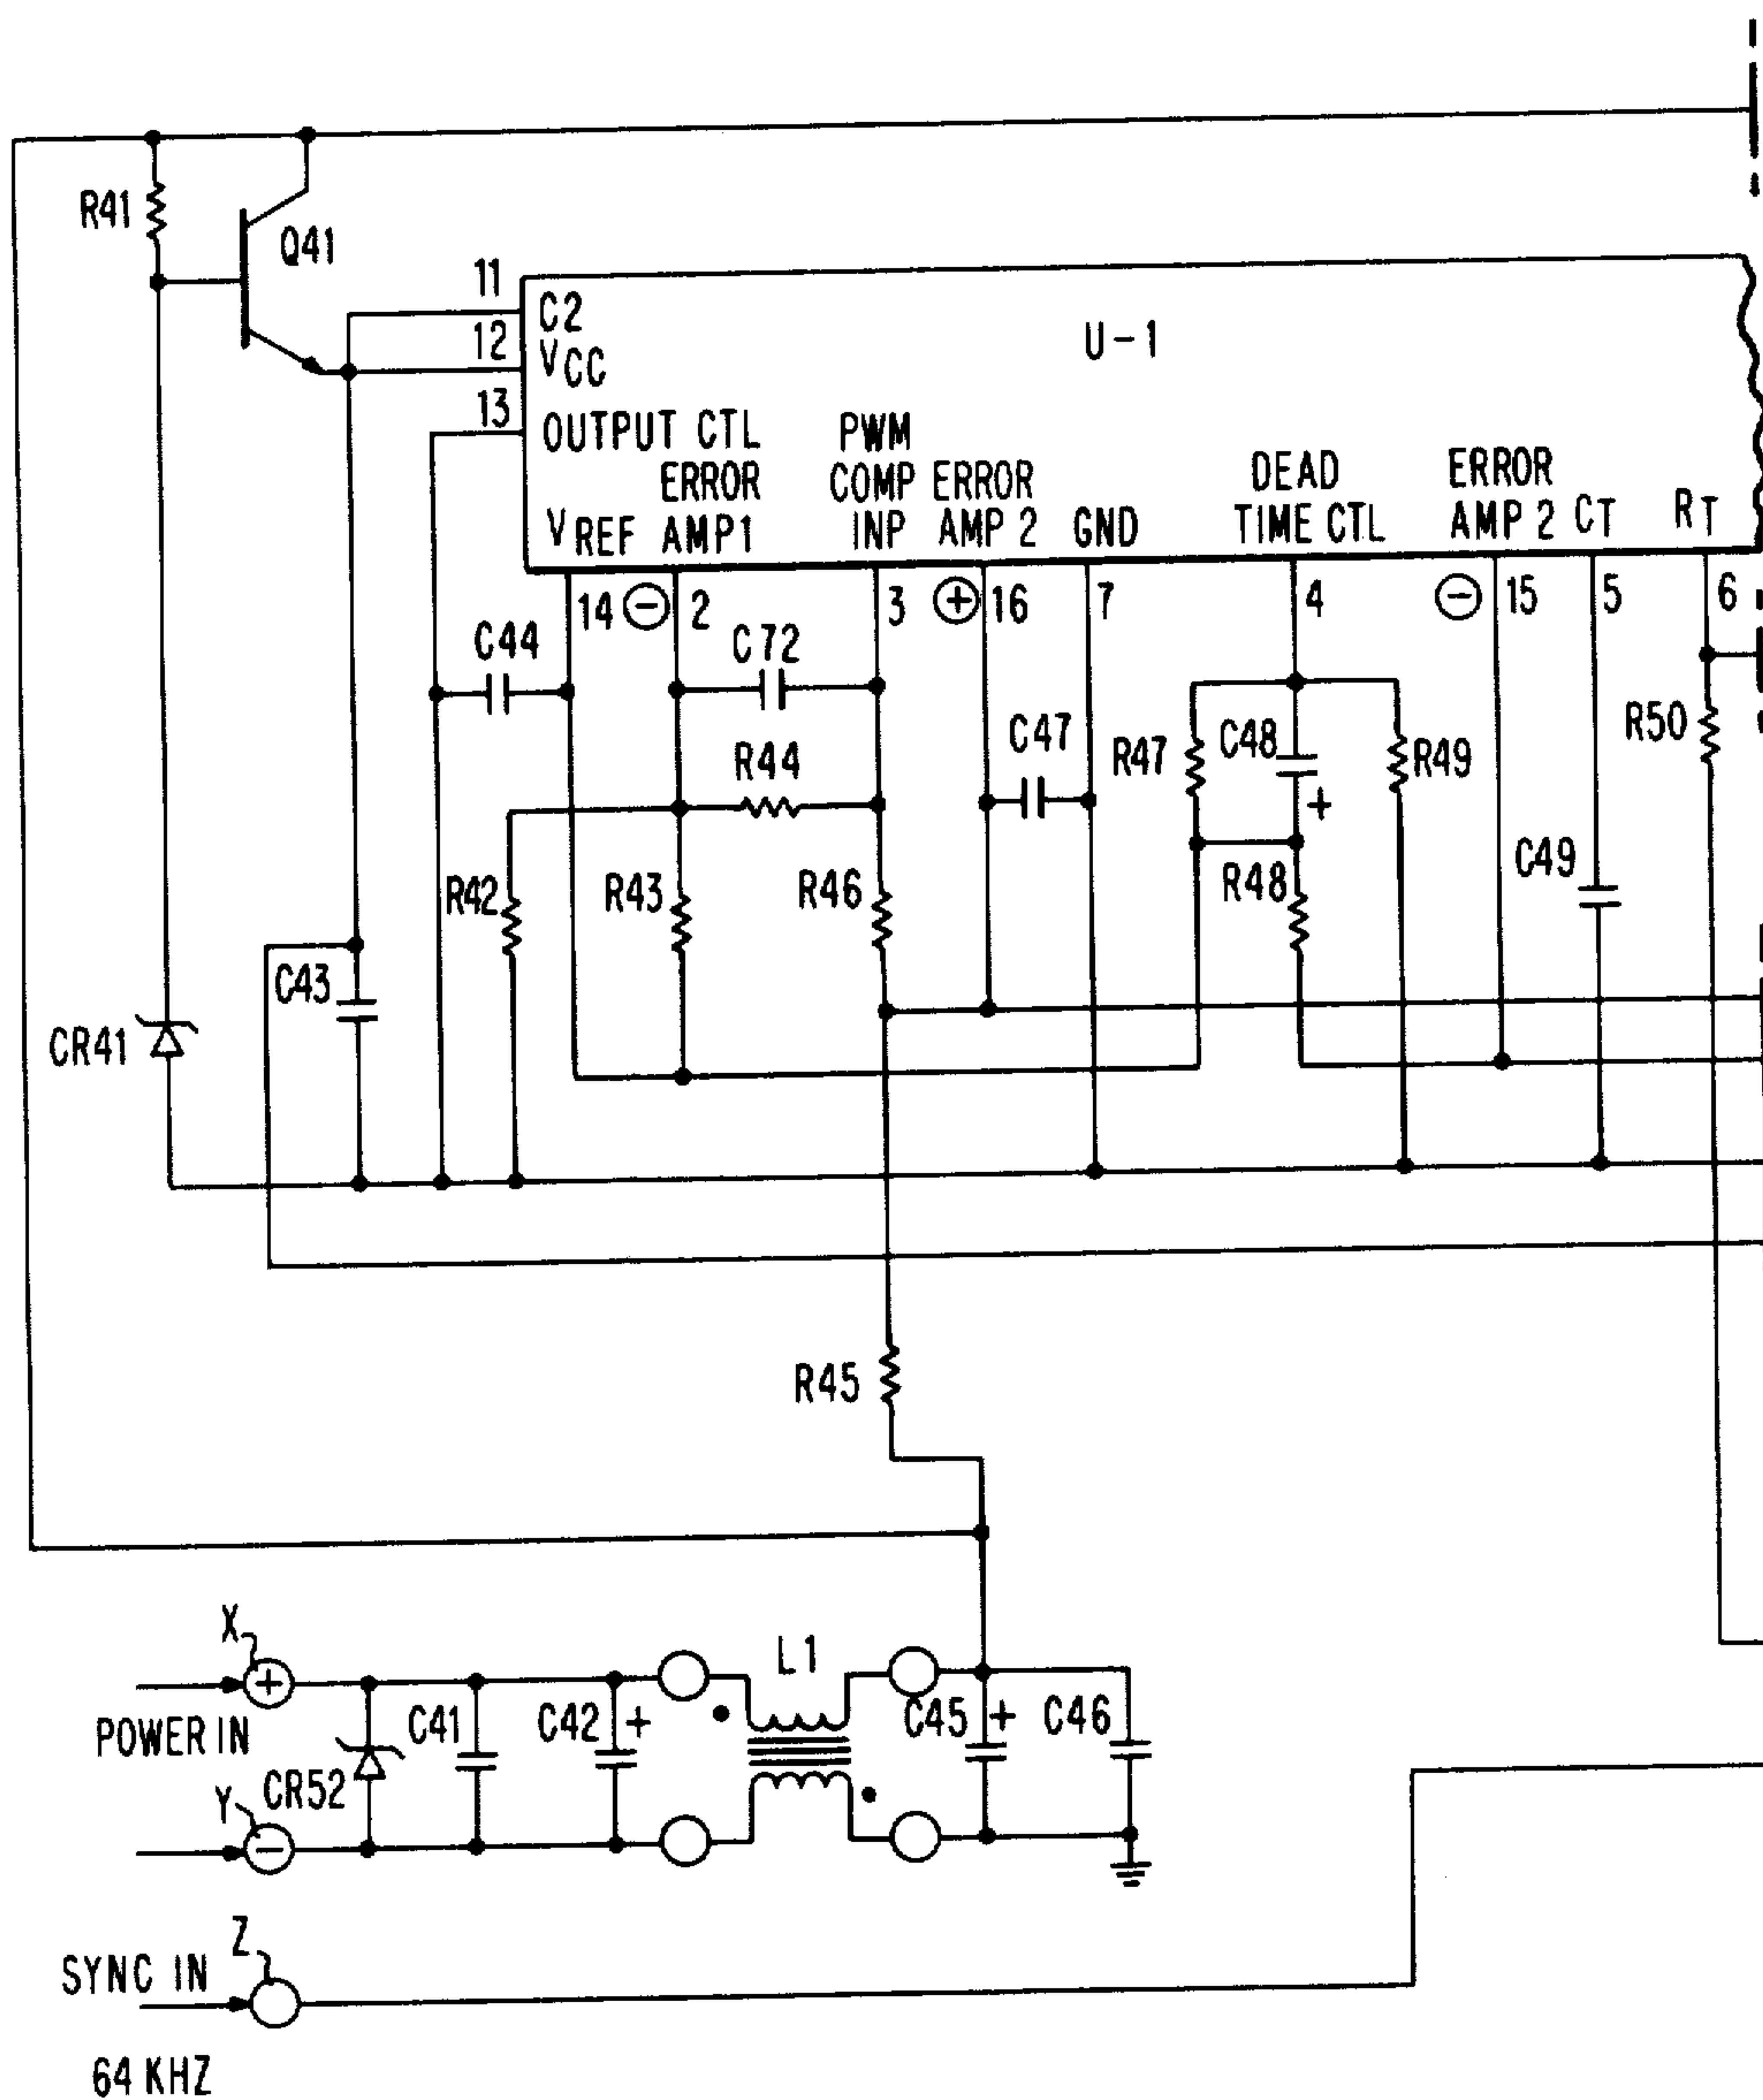 R41
Q41
11
C2
U-1
12
VCC
13
OUTPUT CTL
PWM
ERROR
COMP
ERROR
DEAD
ERROR
VREF
AMP1
INP
AMP 2
GND
TIME CTL
AMP 2
CT
RT
14
−
2
3
+
16
7
4
−
15
5
6
C44
C72
R44
C47
R47
C48
+
R49
R50
R42
R43
R46
R48
C49
C43
CR41
R45
X
+
L1
POWER IN
C41
C42
+
C45
+
C46
Y
CR52
−
Z
SYNC IN
64 KHZ